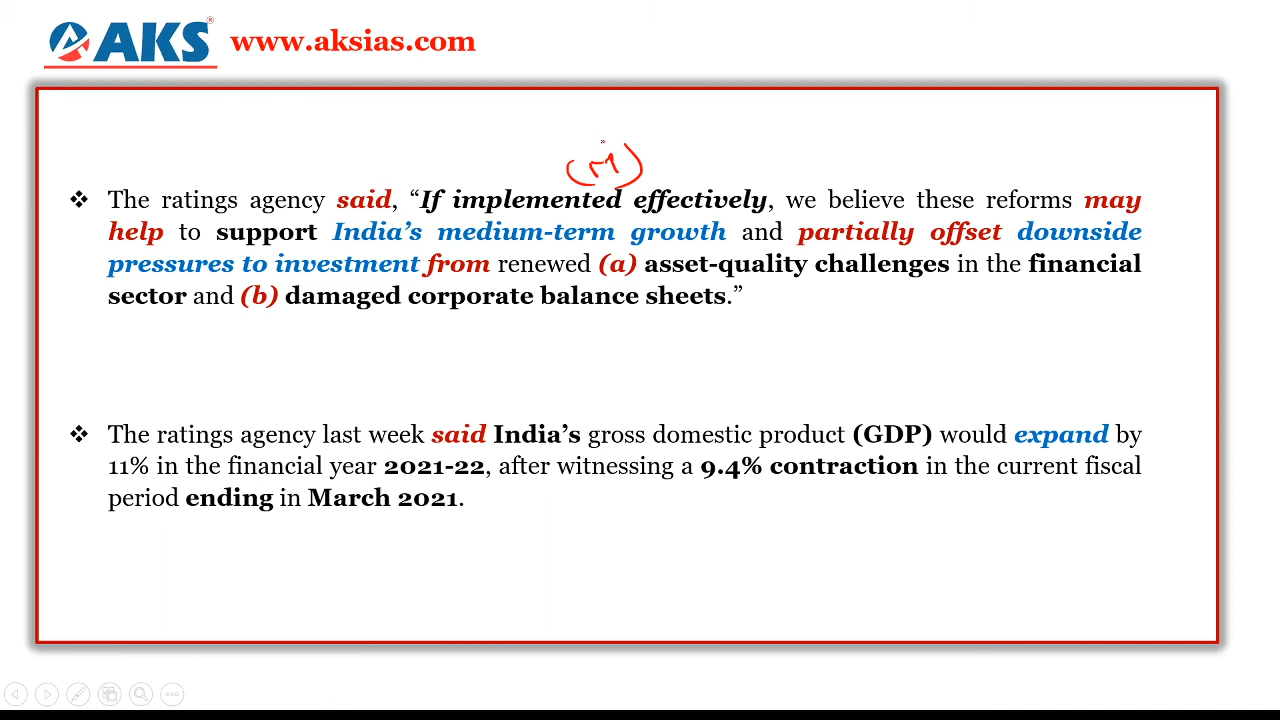 AKS® www.aksias.com
❖ The ratings agency said, “If implemented effectively, we believe these reforms may
help to support India’s medium-term growth and partially offset downside
pressures to investment from renewed (a) asset-quality challenges in the financial
sector and (b) damaged corporate balance sheets.”
❖ The ratings agency last week said India’s gross domestic product (GDP) would expand by
11% in the financial year 2021-22, after witnessing a 9.4% contraction in the current fiscal
period ending in March 2021.